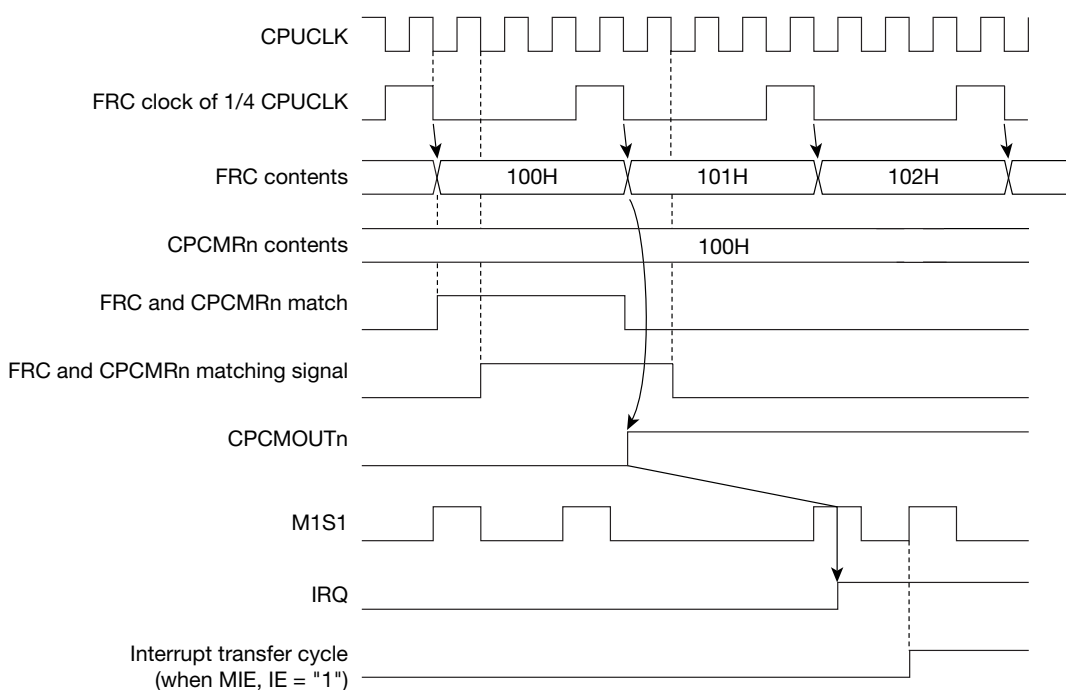 CPUCLK
FRC clock of 1/4 CPUCLK
FRC contents
100H
101H
102H
CPCMRn contents
100H
FRC and CPCMRn match
FRC and CPCMRn matching signal
CPCMOUTn
M1S1
IRQ
Interrupt transfer cycle
(when MIE, IE = "1")